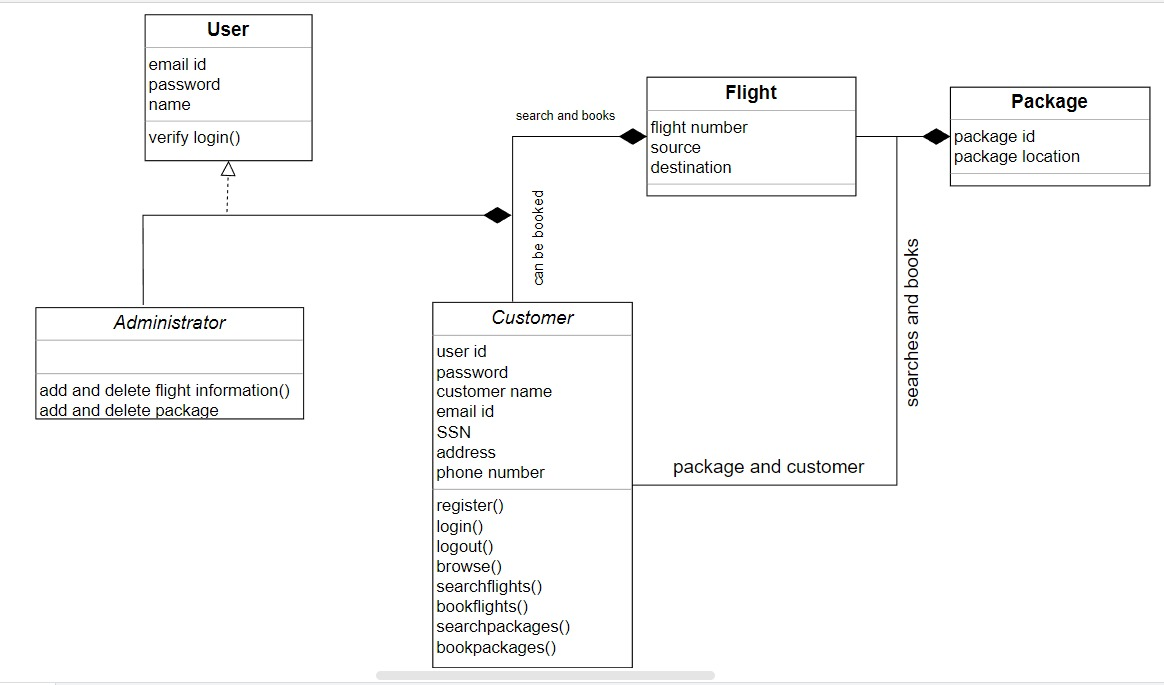 User
email id
password
name
verify login()
search and books
can be booked
Flight
flight number
source
destination
Package
package id
package location
searches and books
Administrator
add and delete flight information()
add and delete package
Customer
user id
password
customer name
email id
SSN
address
phone number
register()
login()
logout()
browse()
searchflights()
bookflights()
searchpackages()
bookpackages()
package and customer